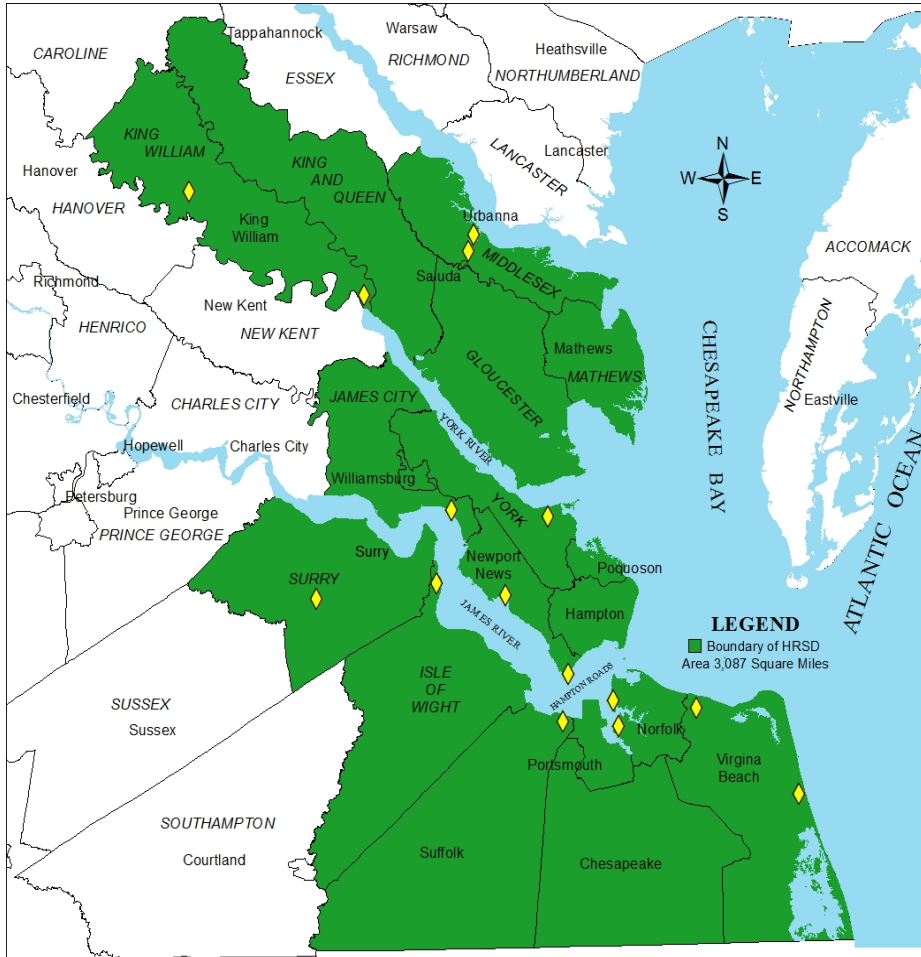 Tappahannock
Warsaw
RICHMOND
Heathsville
NORTHUMBERLAND
CAROLINE
ESSEX
KING
WILLIAM
LANCASTER
Lancaster
Hanover
HANOVER
KING
AND
QUEEN
N
W E
S
King
William
Urbanna
MIDDLESEX
Saluda
ACCOMACK
Richmond
HENRICO
New Kent
NEW KENT
CHESAPEAKE BAY
NORTHAMPTON
Eastville
Mathews
MATHEWS
GLOUCESTER
Chesterfield
CHARLES CITY
JAMES CITY
YORK RIVER
Hopewell
Charles City
Williamsburg
ATLANTIC OCEAN
Petersburg
Prince George
PRINCE GEORGE
YORK
Surry
SURRY
Newport
News
Poquoson
Hampton
JAMES RIVER
LEGEND
Boundary of HRSD
Area 3,087 Square Miles
ISLE
OF
WIGHT
HAMPTON ROADS
SUSSEX
Sussex
Norfolk
Portsmouth
Virgina
Beach
SOUTHAMPTON
Courtland
Suffolk
Chesapeake